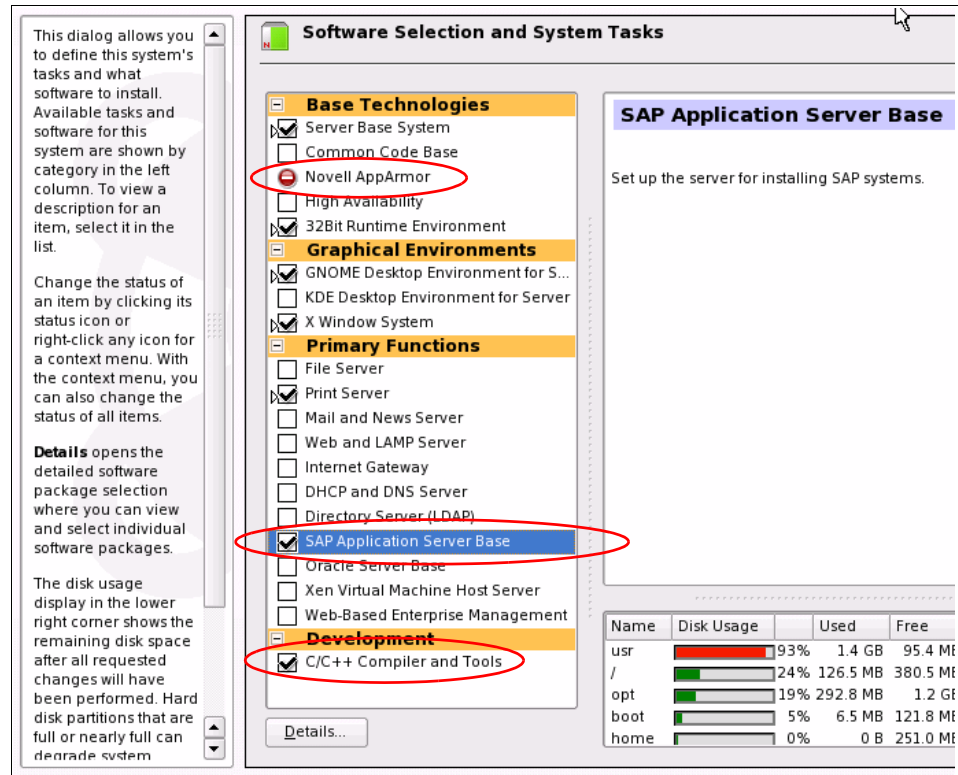 This dialog allows you
to define this system's
tasks and what
software to install.
Available tasks and
software for this
system are shown by
category in the left
column. To view a
description for an
item, select it in the
list.
Change the status of
an item by clicking its
status icon or
right-click any icon for
a context menu. With
the context menu, you
can also change the
status of all items.
Details opens the
detailed software
package selection
where you can view
and select individual
software packages.
The disk usage
display in the lower
right corner shows the
remaining disk space
after all requested
changes will have
been performed. Hard
disk partitions that are
full or nearly full can
degrade system
N
Software Selection and System Tasks
Base Technologies
Server Base System
Common Code Base
Novell AppArmor
High Availability
32Bit Runtime Environment
Graphical Environments
GNOME Desktop Environment for S...
KDE Desktop Environment for Server
X Window System
Primary Functions
File Server
Print Server
Mail and News Server
Web and LAMP Server
Internet Gateway
DHCP and DNS Server
Directory Server (LDAP)
SAP Application Server Base
Oracle Server Base
Xen Virtual Machine Host Server
Web-Based Enterprise Management
Development
C/C++ Compiler and Tools
Details...
SAP Application Server Base
Set up the server for installing SAP systems.
Name Disk Usage Used Free
usr 93% 1.4 GB 95.4 MB
/ 24% 126.5 MB 380.5 MB
opt 19% 292.8 MB 1.2 GB
boot 5% 6.5 MB 121.8 MB
home 0% 0 B 251.0 MB